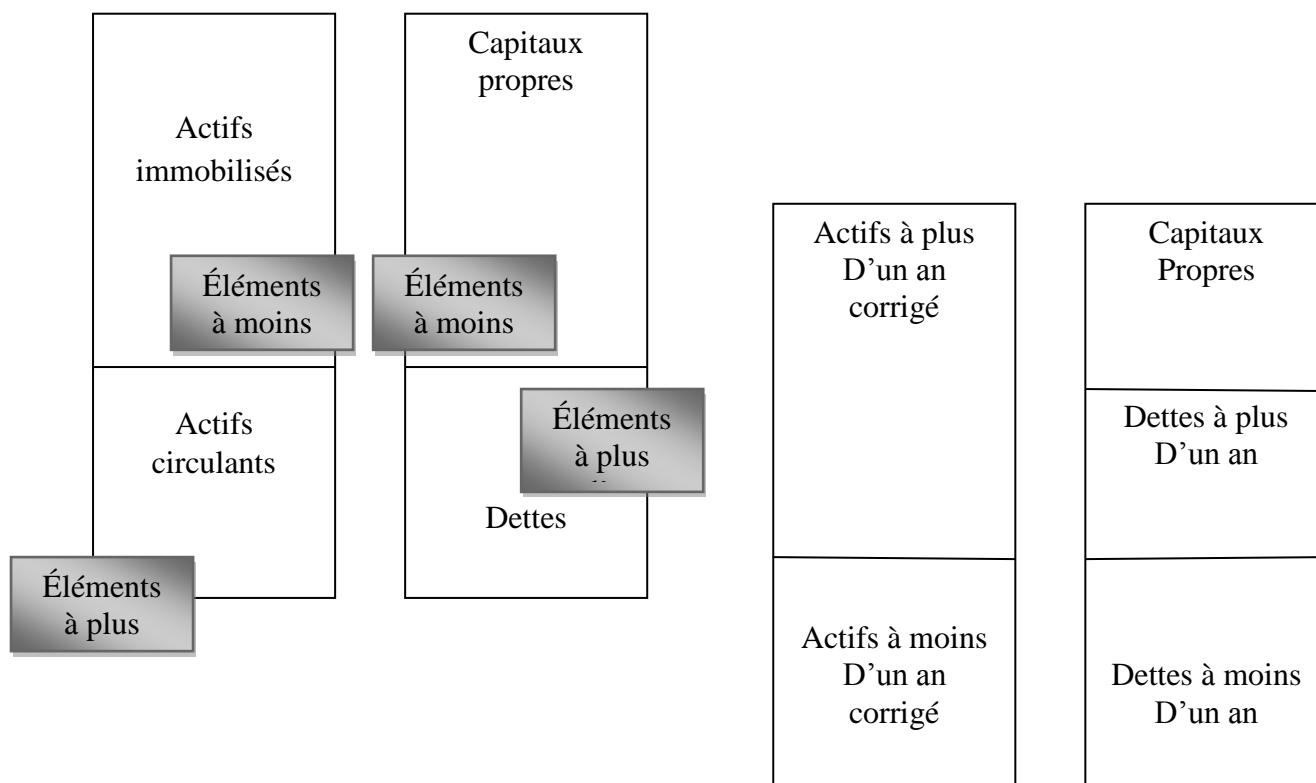 Actifs
immobilisés
Éléments
à moins
Actifs
circulants
Éléments
à plus
Capitaux
propres
Éléments
à moins
Éléments
à plus
Dettes
Actifs à plus
D’un an
corrigé
Actifs à moins
D’un an
corrigé
Capitaux
Propres
Dettes à plus
D’un an
Dettes à moins
D’un an